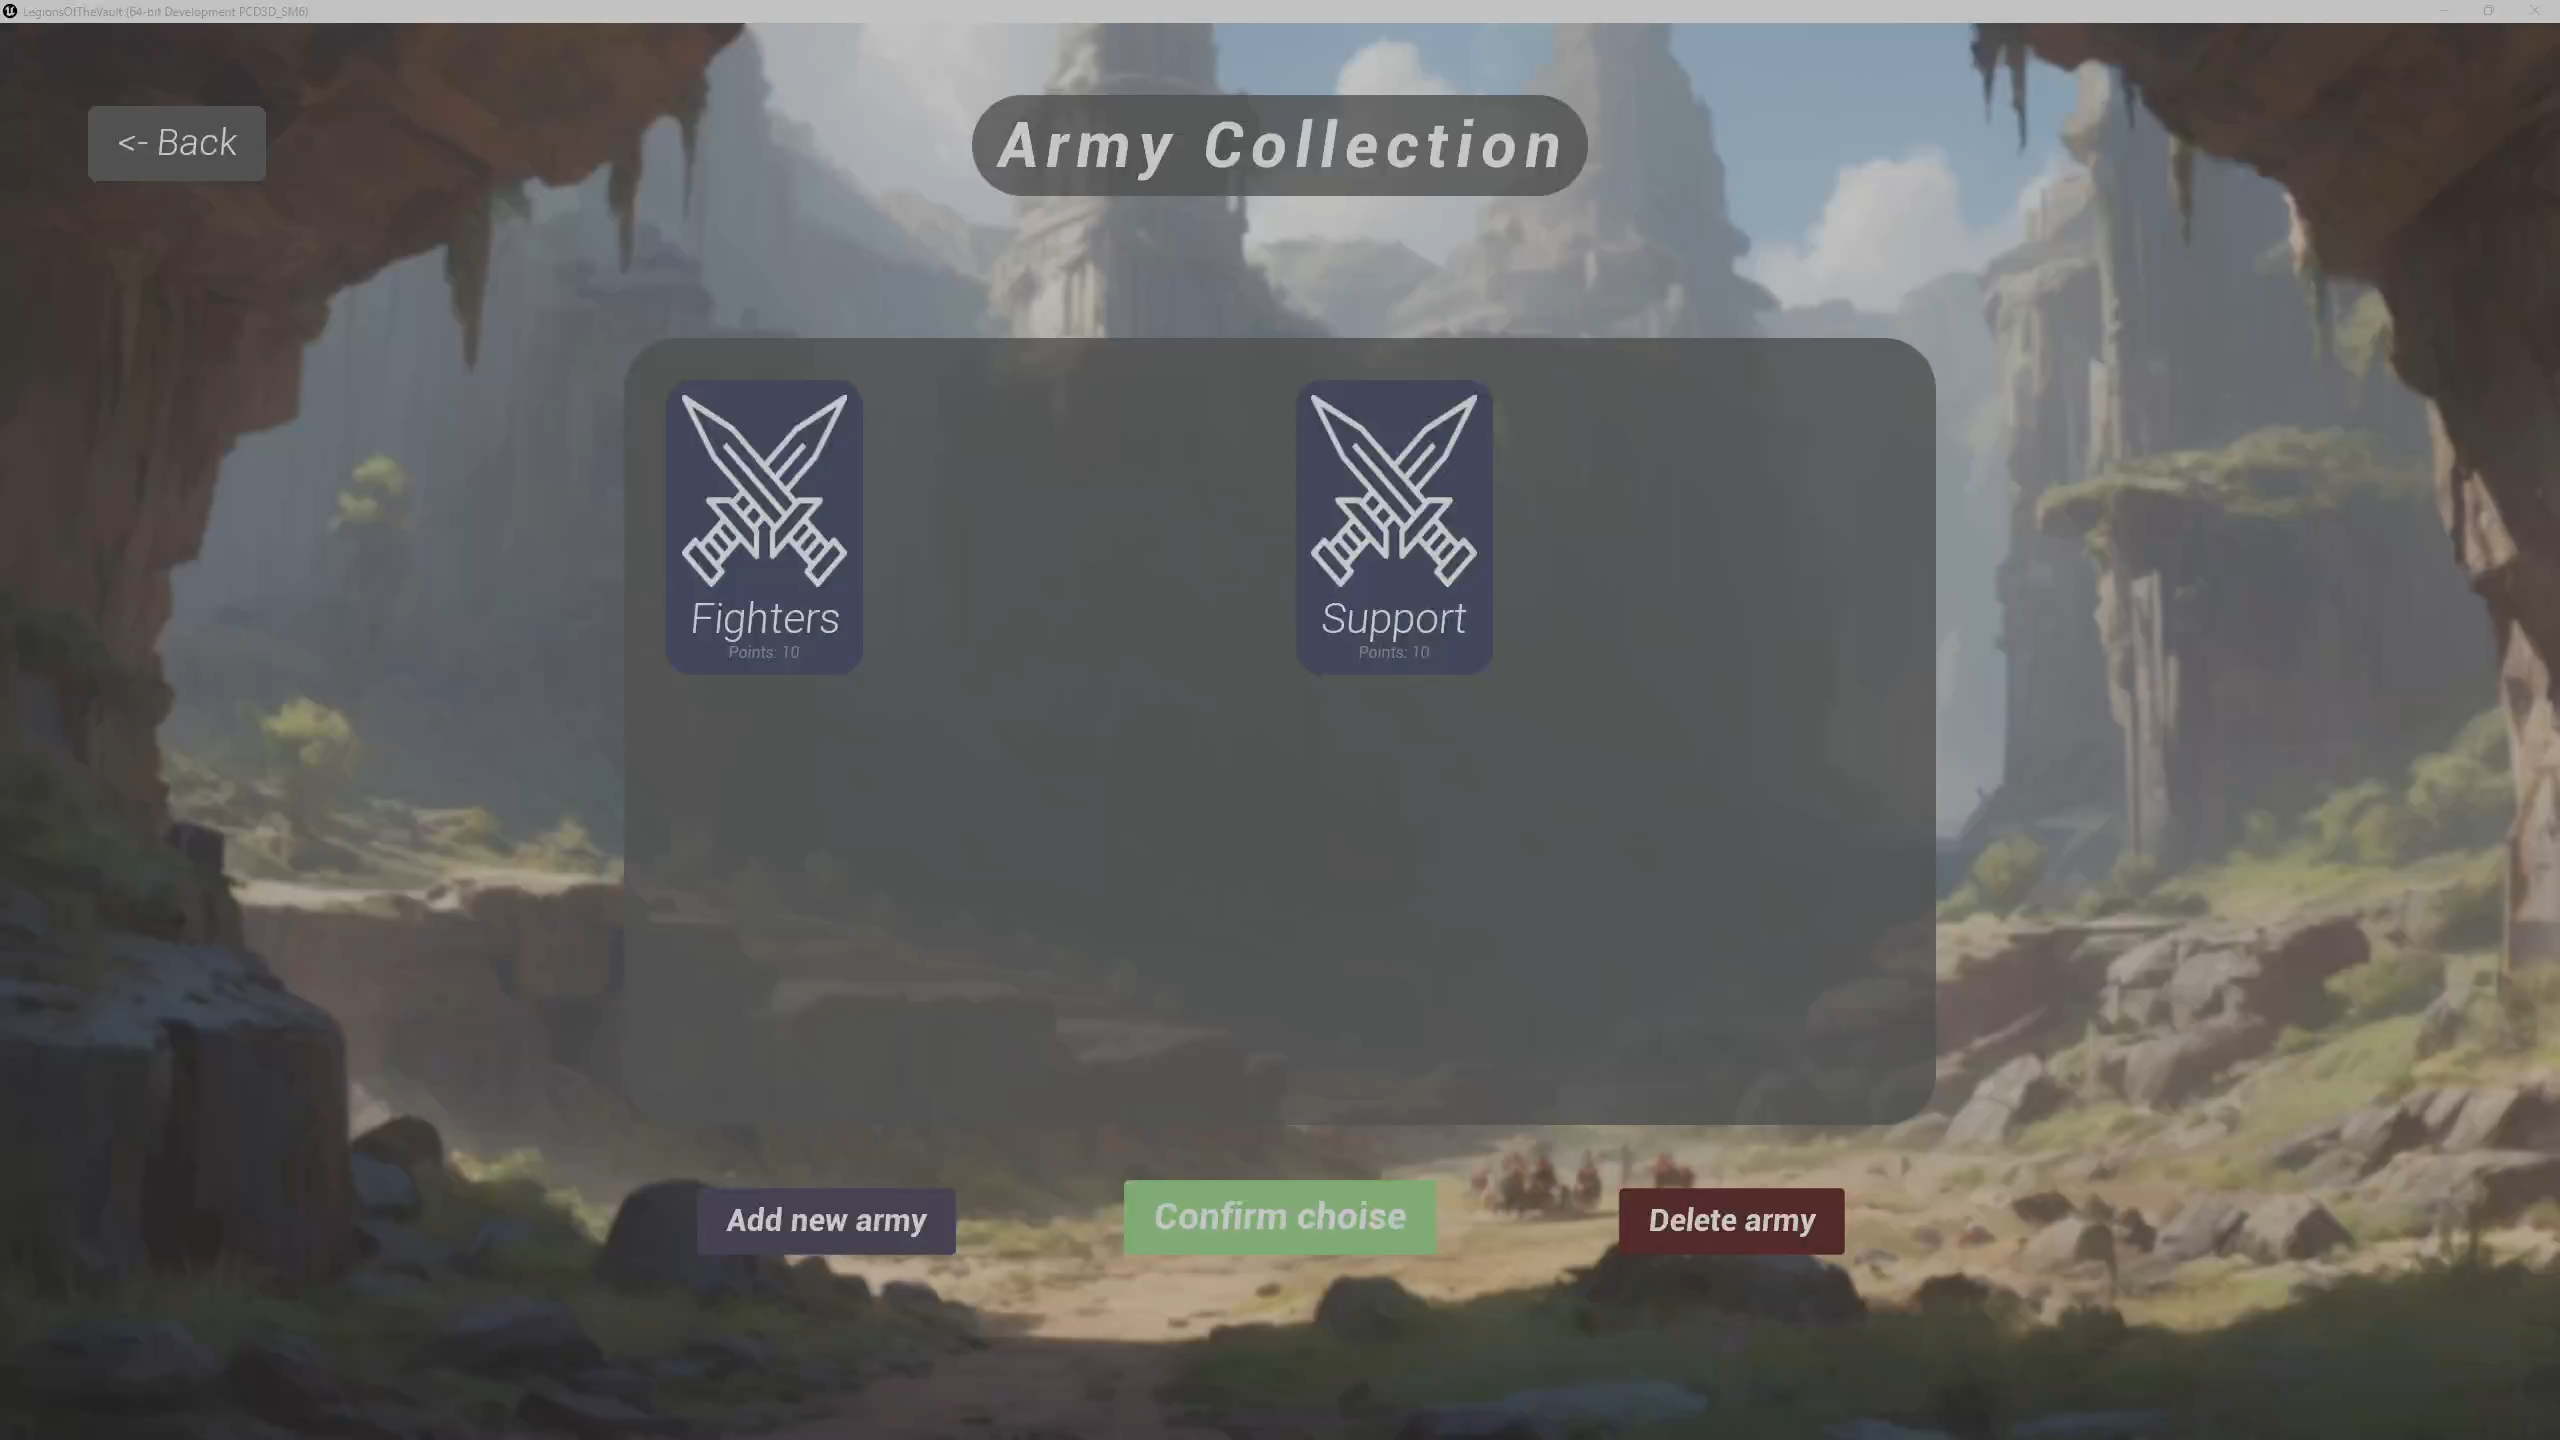 LegionsOfTheVault (64-bit Development PCD3D_SM6)
<- Back
Army Collection
Fighters
Points: 10
Support
Points: 10
Add new army
Confirm choise
Delete army